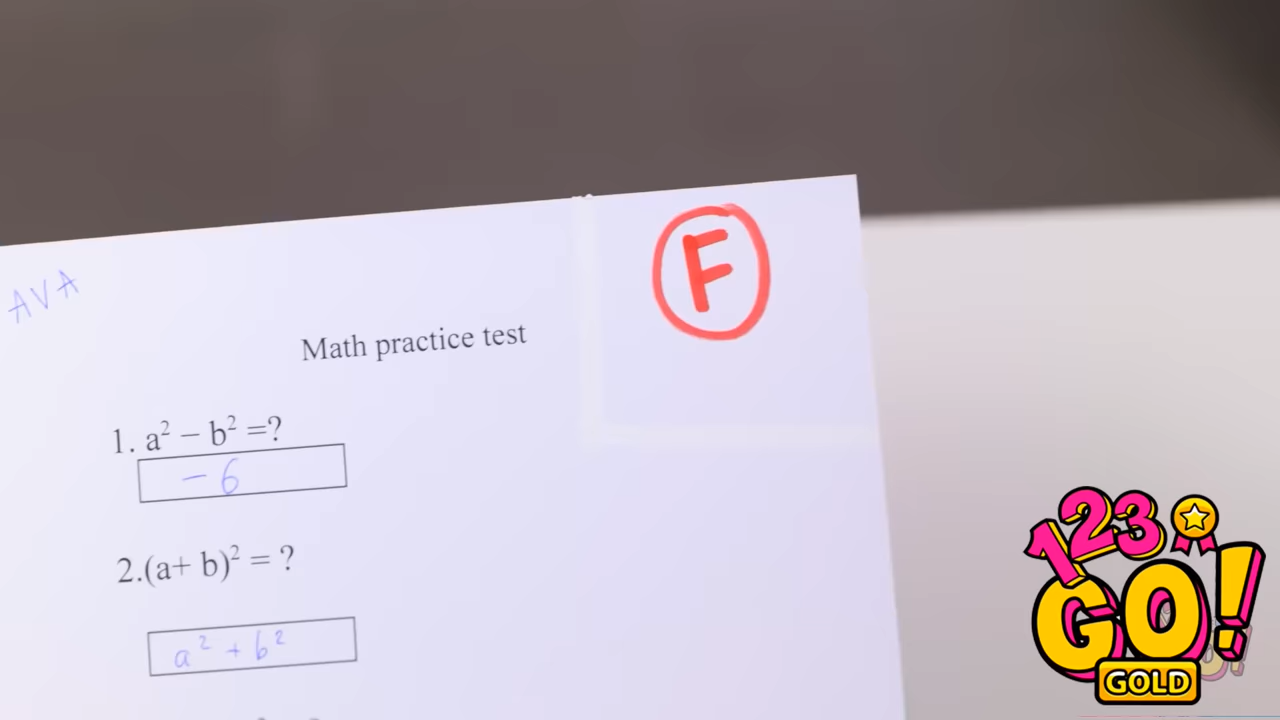 F
AVA
Math practice test
1. a² − b² =?
− 6
2.(a+ b)² = ?
a² + b²
123
GO!
GOLD